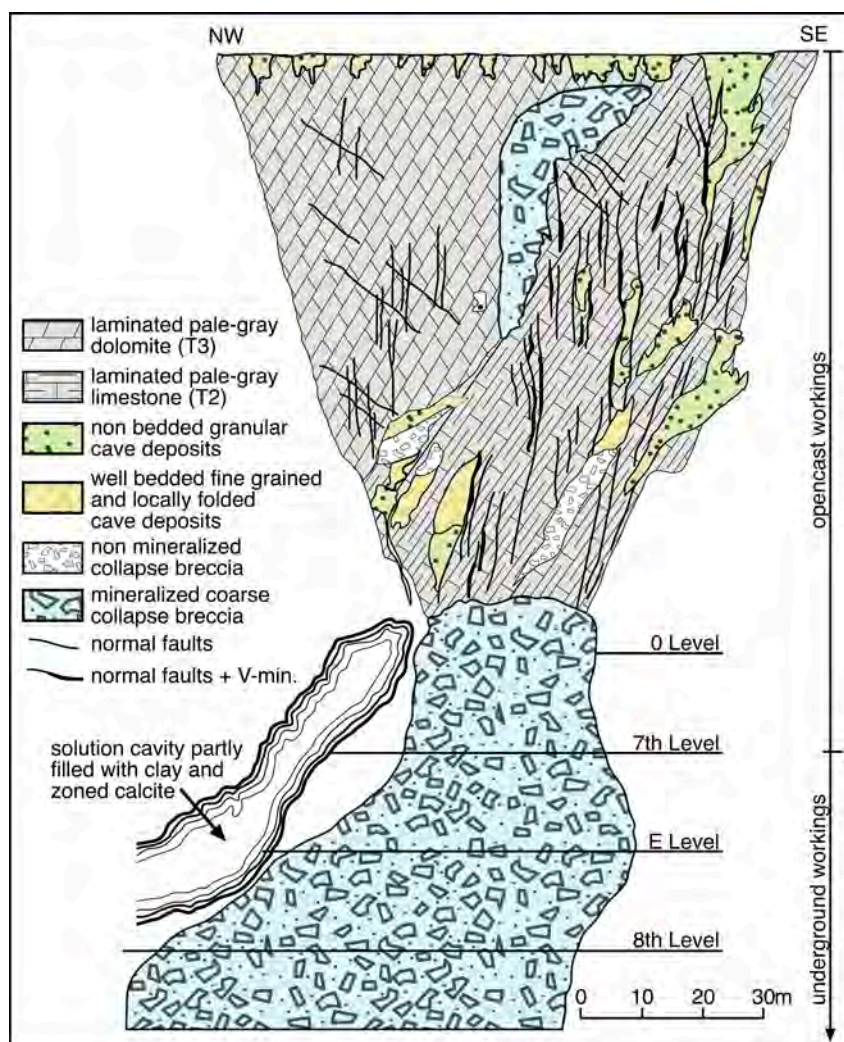 NW
SE
laminated pale-gray
dolomite (T3)
laminated pale-gray
limestone (T2)
non bedded granular
cave deposits
well bedded fine grained
and locally folded
cave deposits
non mineralized
collapse breccia
mineralized coarse
collapse breccia
normal faults
normal faults + V-min.
solution cavity partly
filled with clay and
zoned calcite
opencast workings
0 Level
7th Level
E Level
8th Level
underground workings
0 10 20 30m